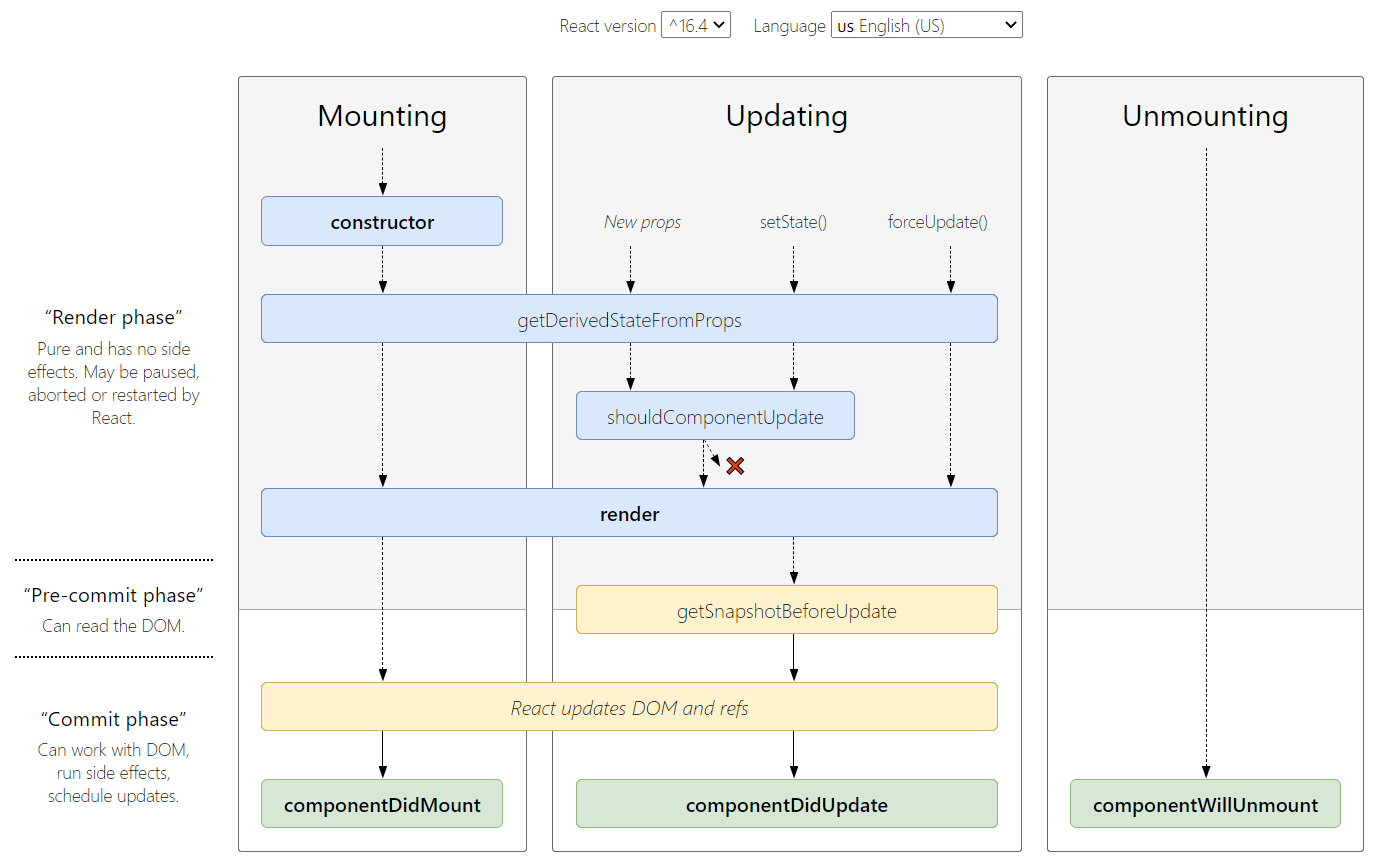 React version ^16.4 Language us English (US)
Mounting
Updating
Unmounting
constructor
New props
setState()
forceUpdate()
“Render phase”
Pure and has no side
effects. May be paused,
aborted or restarted by
React.
getDerivedStateFromProps
shouldComponentUpdate
render
“Pre-commit phase”
Can read the DOM.
getSnapshotBeforeUpdate
“Commit phase”
Can work with DOM,
run side effects,
schedule updates.
React updates DOM and refs
componentDidMount
componentDidUpdate
componentWillUnmount